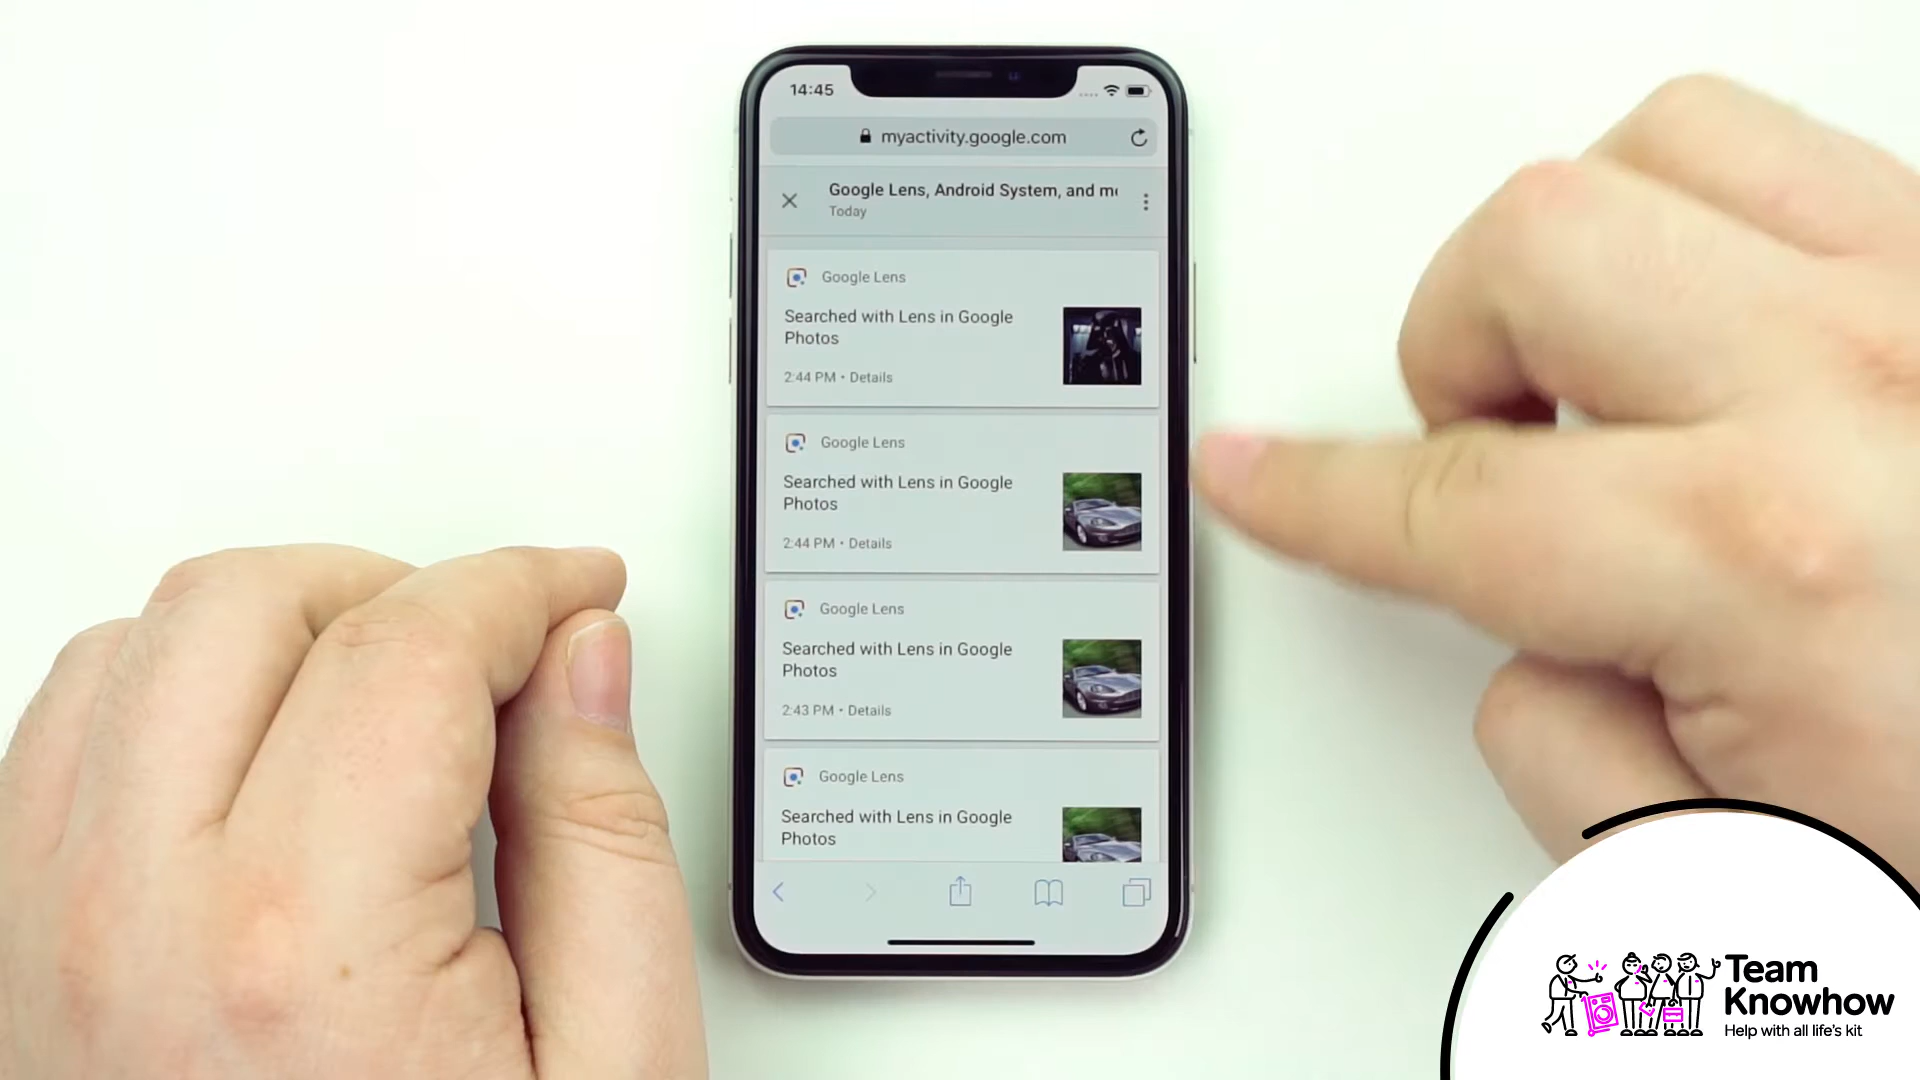 14:45
myactivity.google.com
Google Lens, Android System, and m
Today
Google Lens
Searched with Lens in Google
Photos
2:44 PM • Details
Google Lens
Searched with Lens in Google
Photos
2:44 PM • Details
Google Lens
Searched with Lens in Google
Photos
2:43 PM • Details
Google Lens
Searched with Lens in Google
Photos
Team
Knowhow
Help with all life's kit